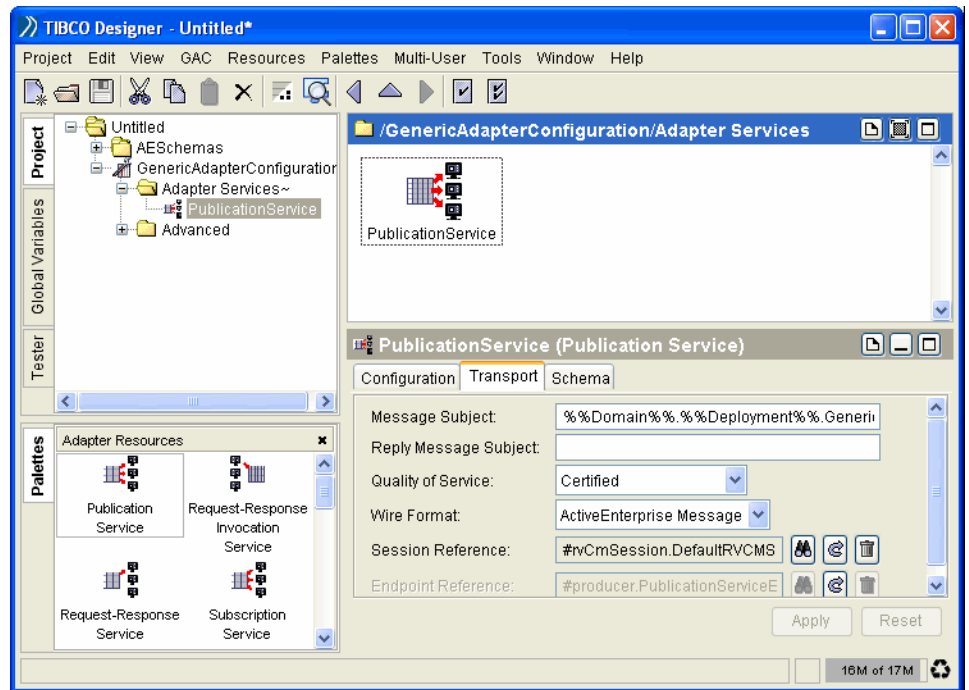 TIBCO Designer - Untitled*
Project Edit View GAC Resources Palettes Multi-User Tools Window Help
Project
Global Variables
Tester
Untitled
AESchemas
GenericAdapterConfiguration
Adapter Services~
PublicationService
Advanced
/GenericAdapterConfiguration/Adapter Services
PublicationService
PublicationService (Publication Service)
Configuration Transport Schema
Message Subject: %%Domain%%.%%Deployment%%.Generi
Reply Message Subject:
Quality of Service: Certified
Wire Format: ActiveEnterprise Message
Session Reference: #rvCmSession.DefaultRVCMS
Endpoint Reference: #producer.PublicationServiceE
Apply Reset
Palettes
Adapter Resources
Publication
Service
Request-Response
Invocation
Service
Request-Response
Service
Subscription
Service
16M of 17M